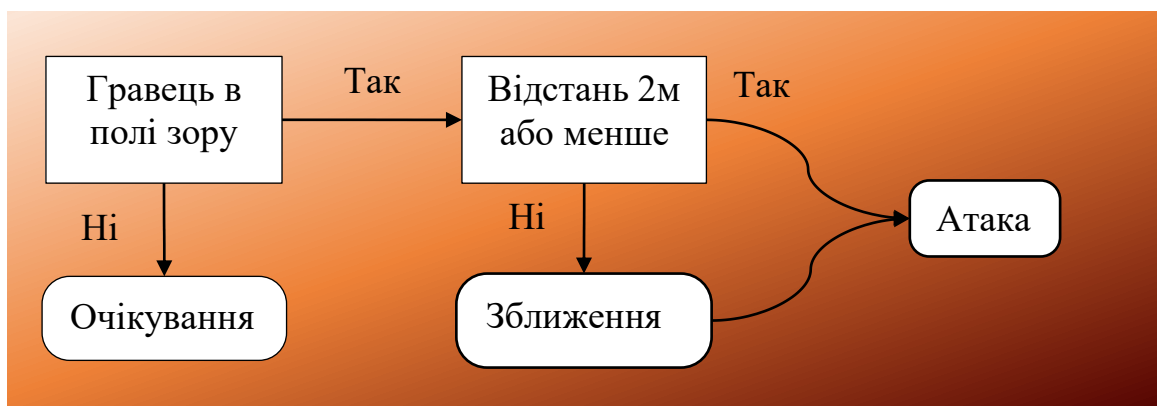 Гравець в
полі зору
Так
Відстань 2м
або менше
Так
Ні
Ні
Атака
Очікування
Зближення